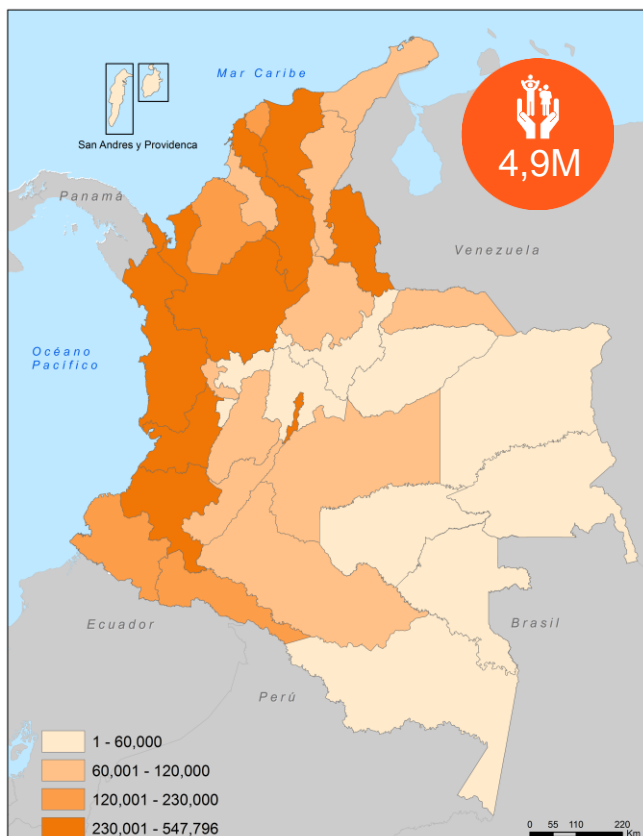 Mar Caribe
San Andres y Providenca
4,9M
Panamá
Venezuela
Océano
Pacífico
Ecuador
Brasil
Perú
1 - 60,000
60,001 - 120,000
120,001 - 230,000
230,001 - 547,796
0 55 110 220
Km